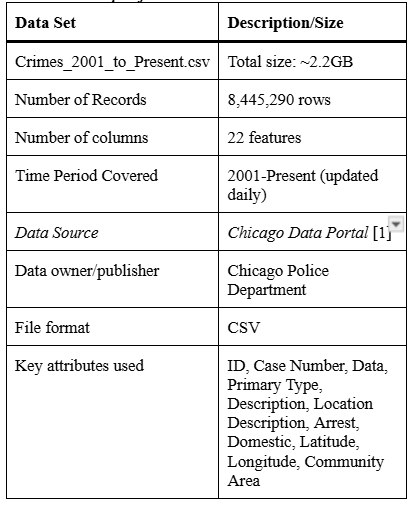 Data Set Description/Size
Crimes_2001_to_Present.csv Total size: ~2.2GB
Number of Records 8,445,290 rows
Number of columns 22 features
Time Period Covered 2001-Present (updated
daily)
Data Source Chicago Data Portal [1]
Data owner/publisher Chicago Police
Department
File format CSV
Key attributes used ID, Case Number, Data,
Primary Type,
Description, Location
Description, Arrest,
Domestic, Latitude,
Longitude, Community
Area